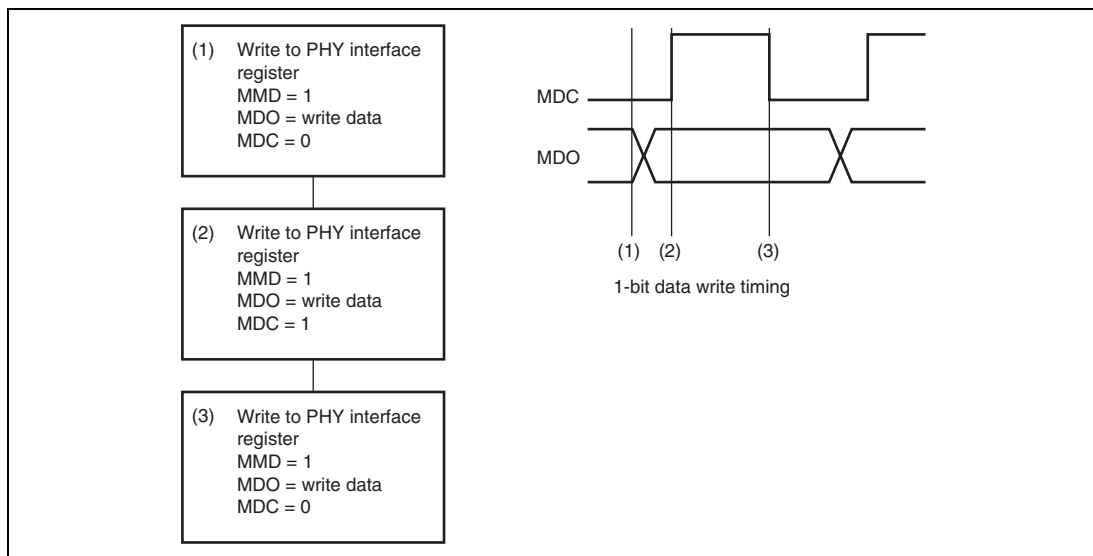 (1) Write to PHY interface
register
MMD = 1
MDO = write data
MDC = 0
(2) Write to PHY interface
register
MMD = 1
MDO = write data
MDC = 1
(3) Write to PHY interface
register
MMD = 1
MDO = write data
MDC = 0
MDC
MDO
(1) (2) (3)
1-bit data write timing